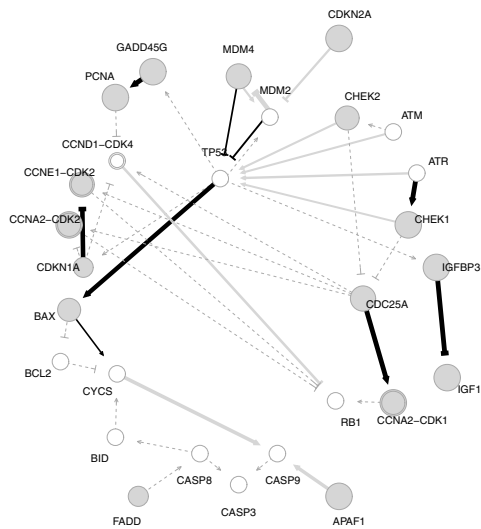 CDKN2A
GADD45G
MDM4
PCNA
MDM2
CHEK2
ATM
CCND1−CDK4
TP53
ATR
CCNE1−CDK2
CCNA2−CDK2
CHEK1
CDKN1A
IGFBP3
CDC25A
BAX
BCL2
CYCS
IGF1
RB1
CCNA2−CDK1
BID
CASP8
CASP9
CASP3
FADD
APAF1